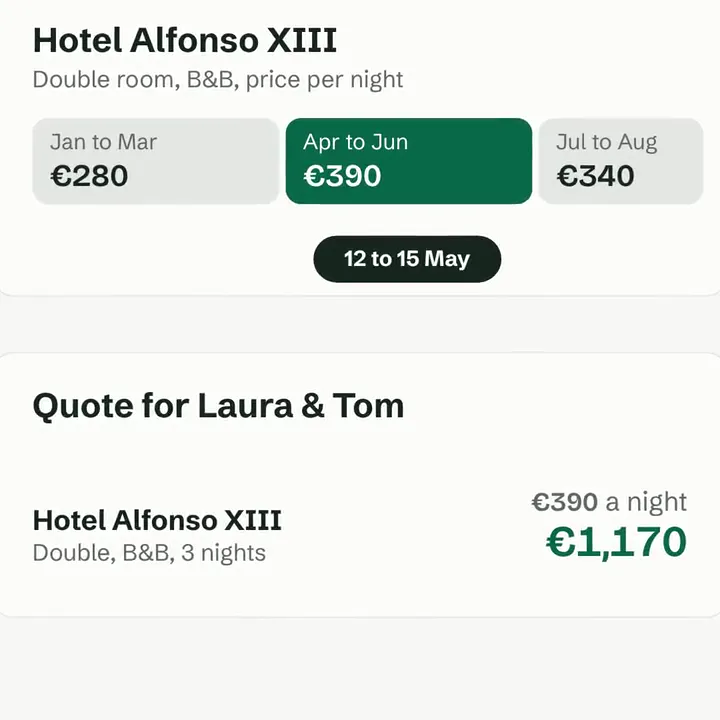 Hotel Alfonso XIII
Double room, B&B, price per night
Jan to Mar
€280
Apr to Jun
€390
Jul to Aug
€340
12 to 15 May
Quote for Laura & Tom
Hotel Alfonso XIII
Double, B&B, 3 nights
€390 a night
€1,170